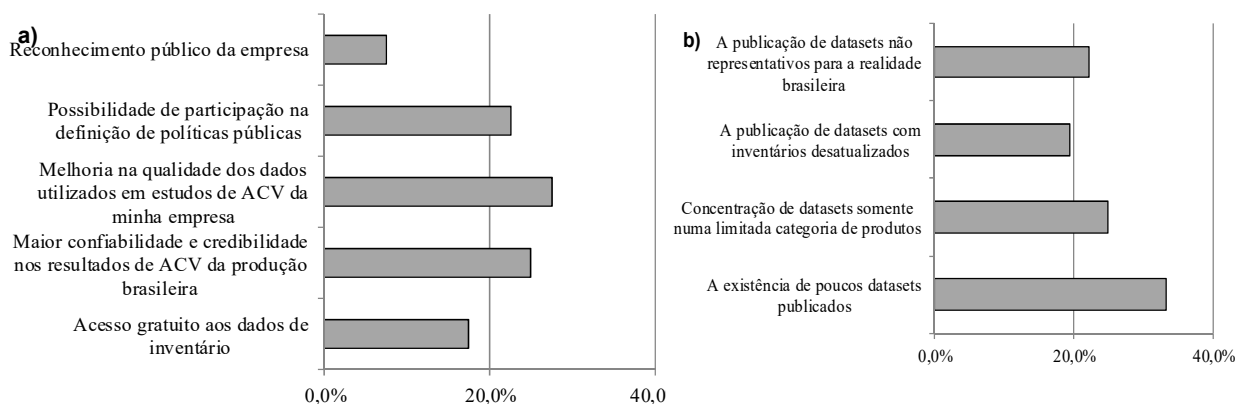 a)
Reconhecimento público da empresa
Possibilidade de participação na
definição de políticas públicas
Melhoria na qualidade dos dados
utilizados em estudos de ACV da
minha empresa
Maior confiabilidade e credibilidade
nos resultados de ACV da produção
brasileira
Acesso gratuito aos dados de
inventário
0,0% 20,0% 40,0
b)
A publicação de datasets não
representativos para a realidade
brasileira
A publicação de datasets com
inventários desatualizados
Concentração de datasets somente
numa limitada categoria de produtos
A existência de poucos datasets
publicados
0,0% 20,0% 40,0%